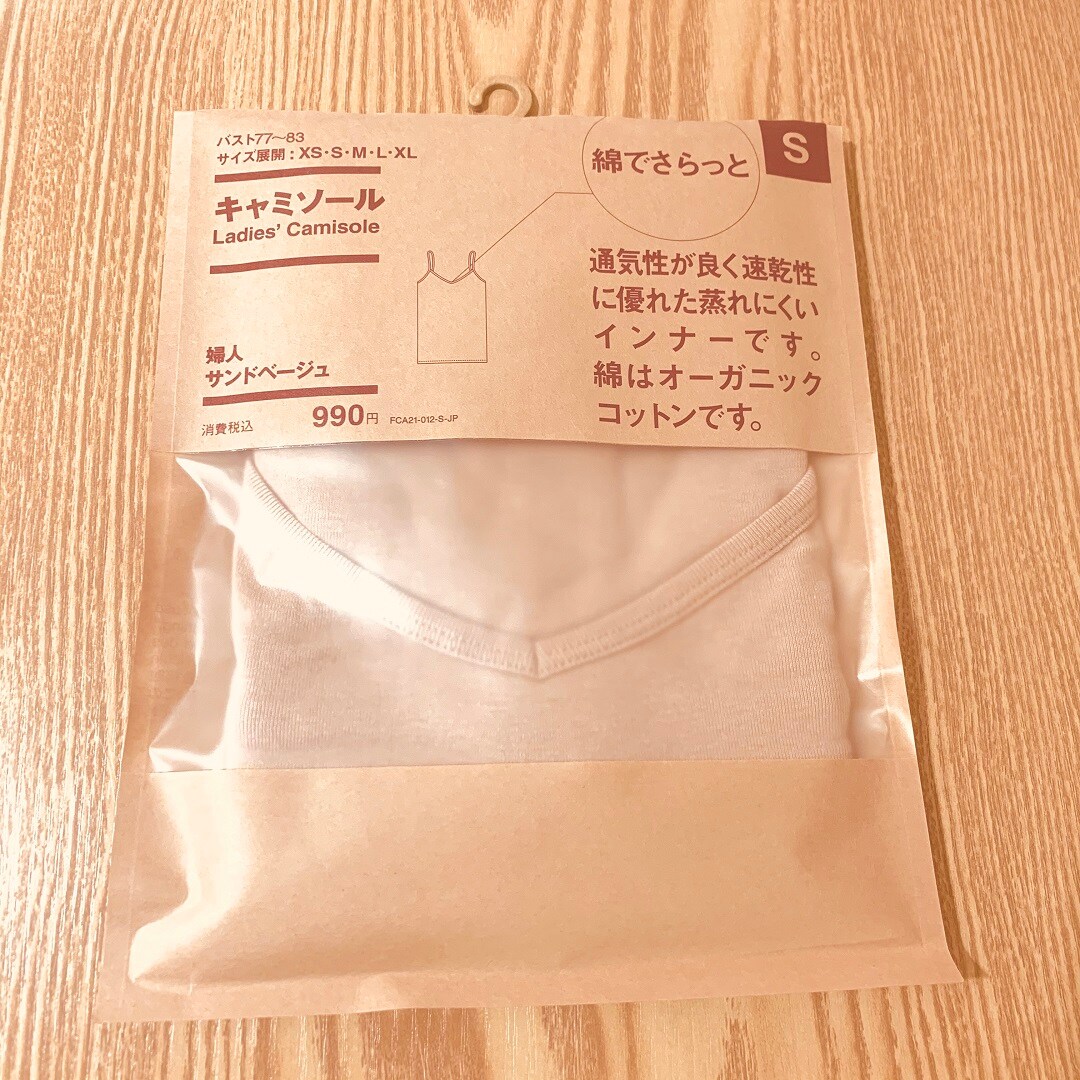 バスト77〜83
サイズ展開：XS・S・M・L・XL
キャミソール
Ladies' Camisole
婦人
サンドベージュ
消費税込 990円 FCA21-012-S-JP
綿でさらっと
S
通気性が良く速乾性
に優れた蒸れにくい
インナーです。
綿はオーガニック
コットンです。